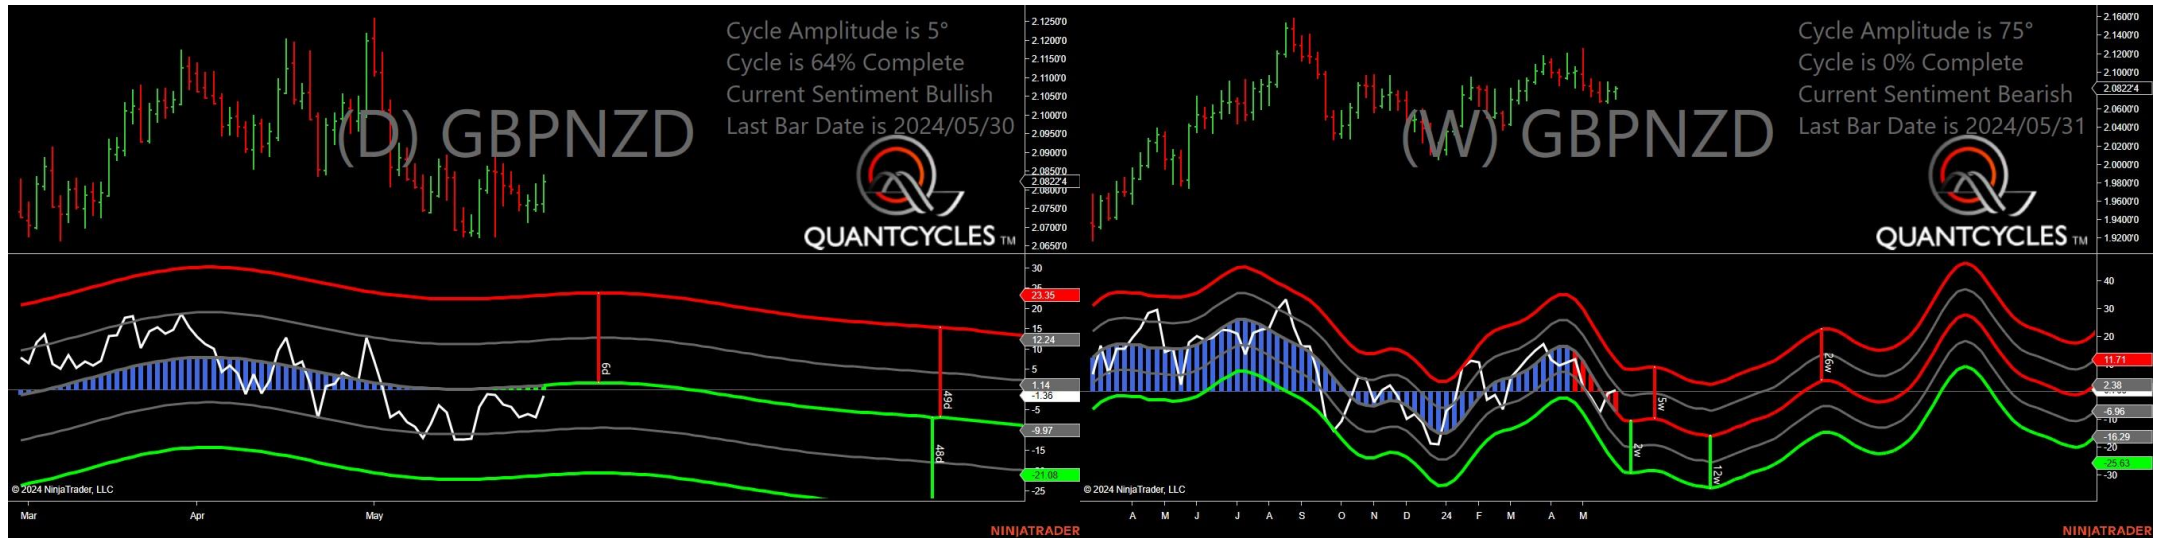 Cycle Amplitude is 5°
Cycle is 64% Complete
Current Sentiment Bullish
Last Bar Date is 2024/05/30
(D) GBPNZD
QUANTCYCLES TM
2.1250'0
2.1200'0
2.1150'0
2.1100'0
2.1050'0
2.1000'0
2.0950'0
2.0900'0
2.0850'0
2.0822'4
2.0800'0
2.0750'0
2.0700'0
2.0650'0
30
25
23.35
20
15
12.24
10
5
1.14
-1.36
-5
-9.97
-15
-21.08
-25
6d
49d
48d
© 2024 NinjaTrader, LLC
Mar
Apr
May
NINJATRADER
Cycle Amplitude is 75°
Cycle is 0% Complete
Current Sentiment Bearish
Last Bar Date is 2024/05/31
(W) GBPNZD
QUANTCYCLES TM
2.1600'0
2.1400'0
2.1200'0
2.1000'0
2.0822'4
2.0600'0
2.0400'0
2.0200'0
2.0000'0
1.9800'0
1.9600'0
1.9400'0
1.9200'0
40
30
20
11.71
2.38
-6.96
-10
-16.29
-20
-25.63
-30
26w
5w
2w
12w
© 2024 NinjaTrader, LLC
A
M
J
J
A
S
O
N
D
24
F
M
A
M
NINJATRADER